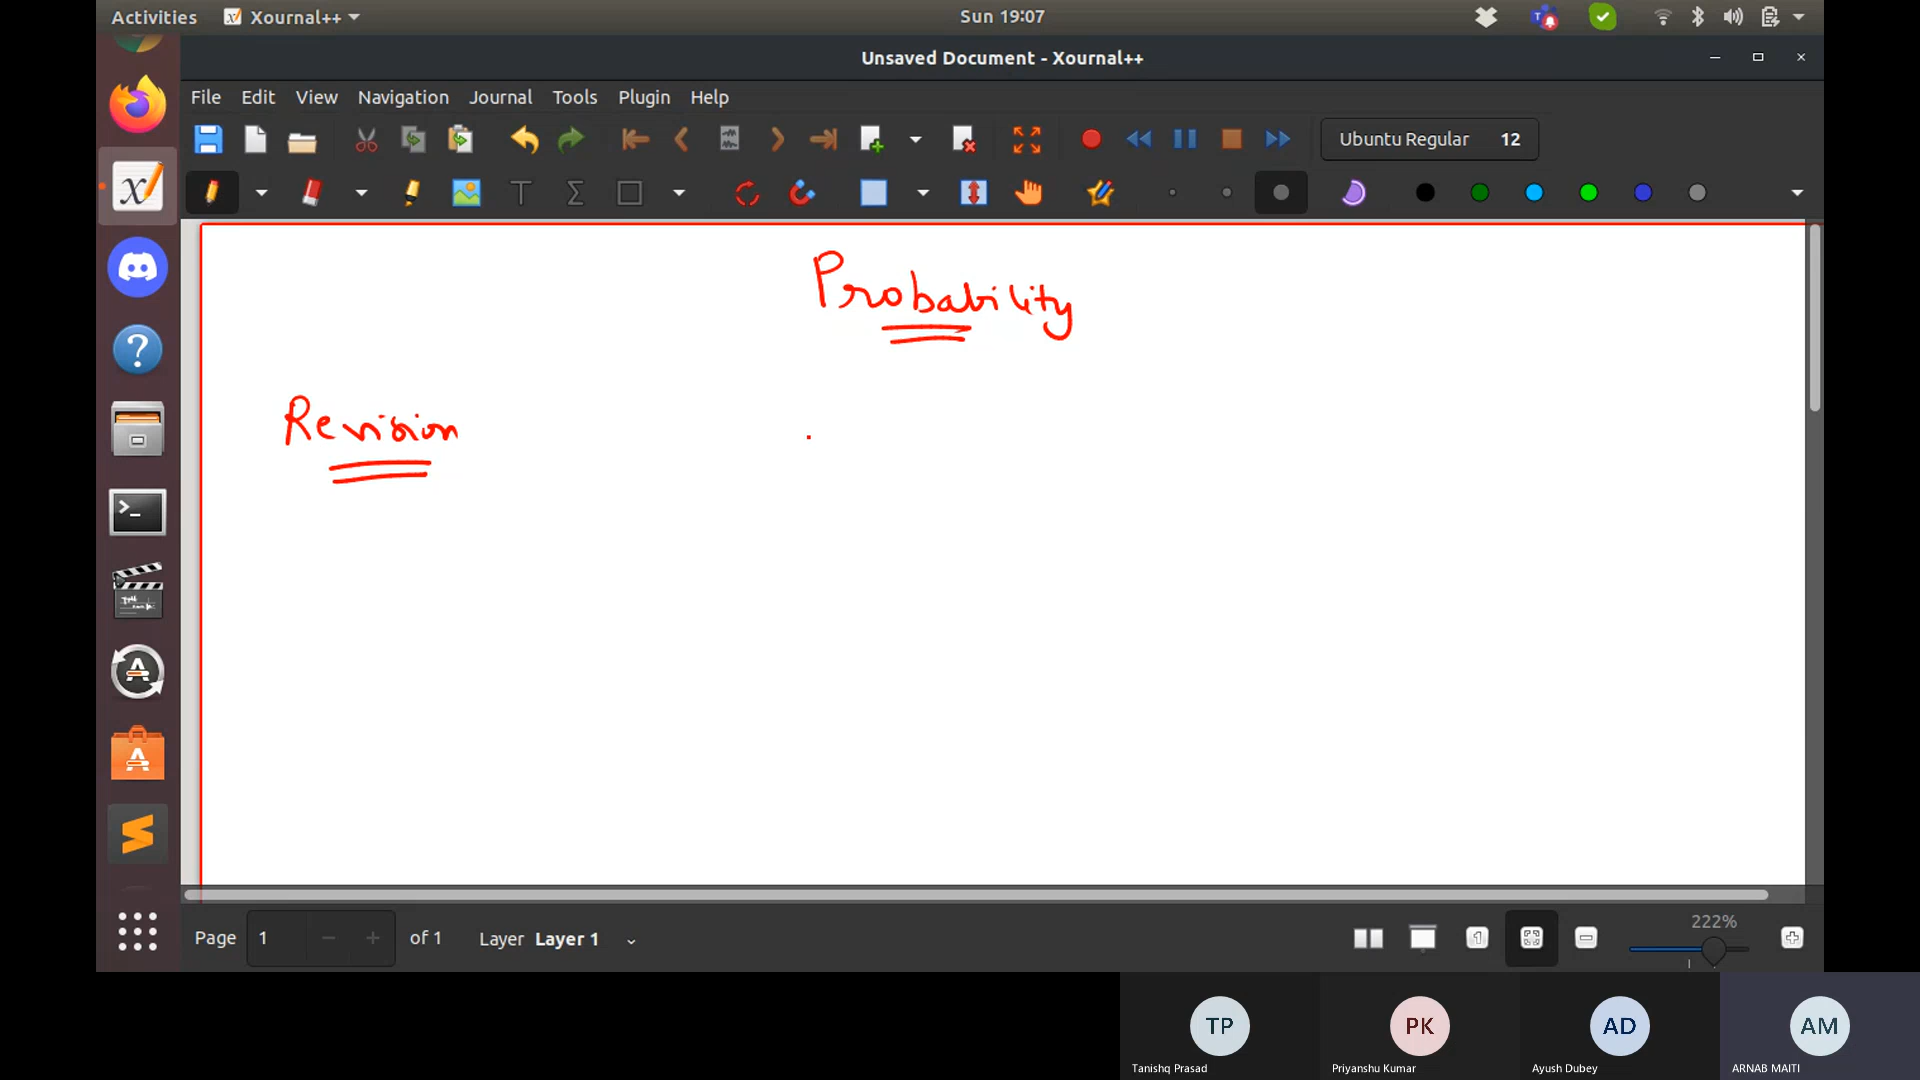 Activities Xournal++ Sun 19:07
Unsaved Document - Xournal++
File Edit View Navigation Journal Tools Plugin Help
Ubuntu Regular 12
Probability
Revision
Page 1 of 1 Layer Layer 1 222%
TP PK AD AM
Tanishq Prasad Priyanshu Kumar Ayush Dubey ARNAB MAITI